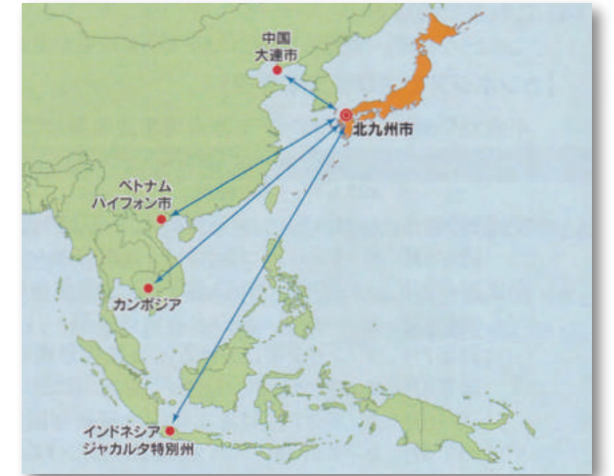 中国
大連市
北九州市
ベトナム
ハイフォン市
カンボジア
インドネシア
ジャカルタ特別州